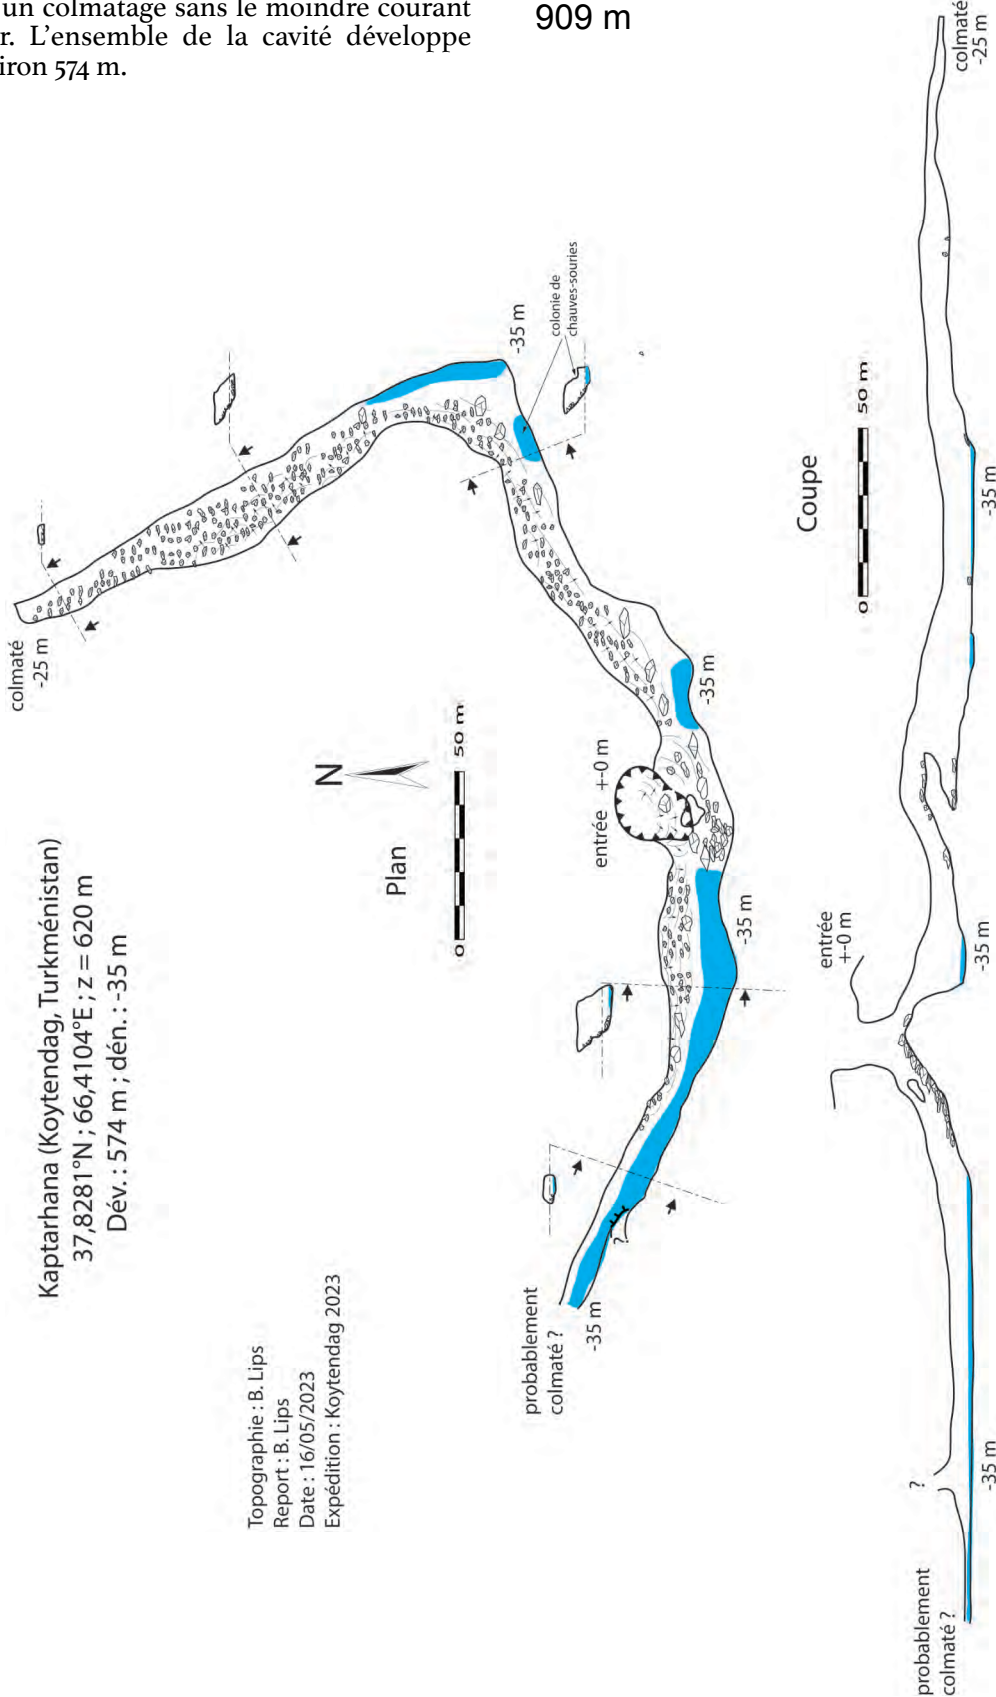 un colmatage sans le moindre courant
r. L'ensemble de la cavité développe
iron 574 m.
909 m
Kaptarhana (Koytendag, Turkménistan)
37,8281°N ; 66,4104°E ; z = 620 m
Dév. : 574 m ; dén. : -35 m
Topographie : B. Lips
Report : B. Lips
Date : 16/05/2023
Expédition : Koytendag 2023
Plan
N
0 50 m
colmaté
-25 m
-35 m
colonie de
chauves-souries
-35 m
entrée +-0 m
-35 m
?
probablement
colmaté ?
-35 m
Coupe
0 50 m
colmaté
-25 m
-35 m
entrée
+-0 m
-35 m
?
-35 m
probablement
colmaté ?